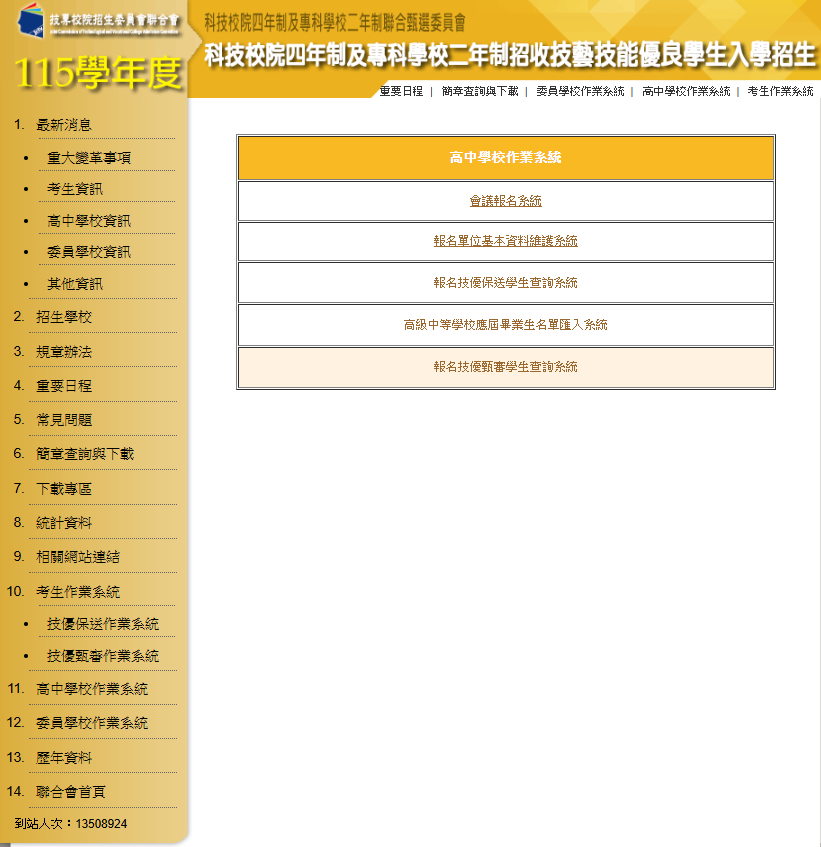 技專校院招生委員會聯合會
115學年度
科技校院四年制及專科學校二年制聯合甄選委員會
科技校院四年制及專科學校二年制招收技藝技能優良學生入學招生
重要日程 | 簡章查詢與下載 | 委員學校作業系統 | 高中學校作業系統 | 考生作業系統
1. 最新消息
• 重大變革事項
• 考生資訊
• 高中學校資訊
• 委員學校資訊
• 其他資訊
2. 招生學校
3. 規章辦法
4. 重要日程
5. 常見問題
6. 簡章查詢與下載
7. 下載專區
8. 統計資料
9. 相關網站連結
10. 考生作業系統
• 技優保送作業系統
• 技優甄審作業系統
11. 高中學校作業系統
12. 委員學校作業系統
13. 歷年資料
14. 聯合會首頁
到站人次：13508924
高中學校作業系統
會議報名系統
報名單位基本資料維護系統
報名技優保送學生查詢系統
高級中等學校應屆畢業生名單匯入系統
報名技優甄審學生查詢系統